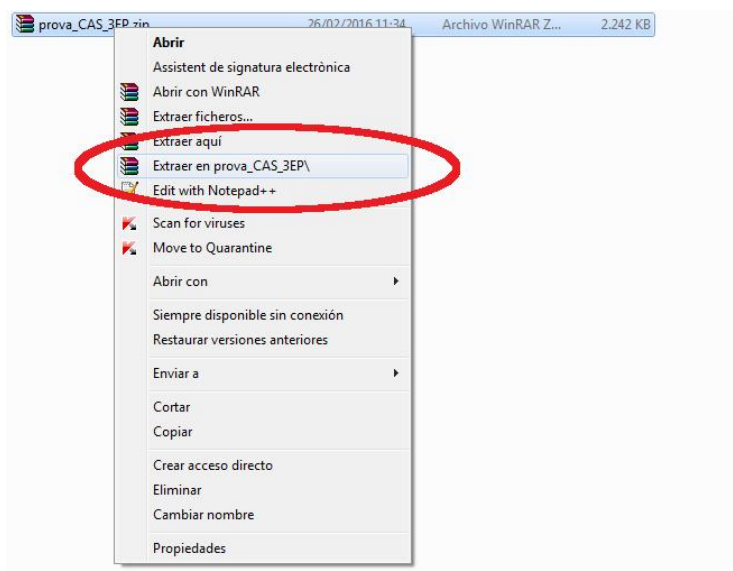 prova_CAS_3EP.zip 26/02/2016 11:34 Archivo WinRAR Z... 2.242 KB
Abrir
Assistent de signatura electrònica
Abrir con WinRAR
Extraer ficheros...
Extraer aquí
Extraer en prova_CAS_3EP\
Edit with Notepad++
Scan for viruses
Move to Quarantine
Abrir con
Siempre disponible sin conexión
Restaurar versiones anteriores
Enviar a
Cortar
Copiar
Crear acceso directo
Eliminar
Cambiar nombre
Propiedades